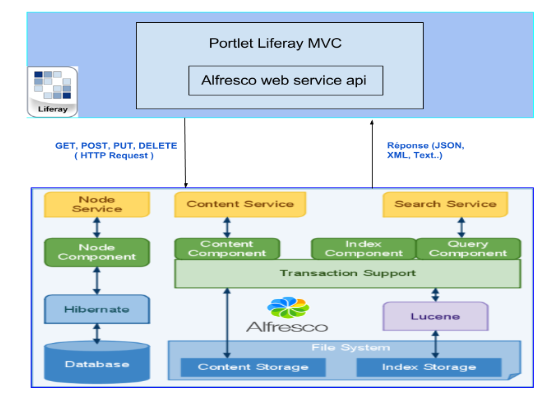 Portlet Liferay MVC
Alfresco web service api
Liferay
GET, POST, PUT, DELETE
( HTTP Request )
Réponse (JSON,
XML, Text..)
Node
Service
Content Service
Search Service
Node
Component
Content
Component
Index
Component
Query
Component
Transaction Support
Hibernate
Alfresco
Lucene
File System
Database
Content Storage
Index Storage